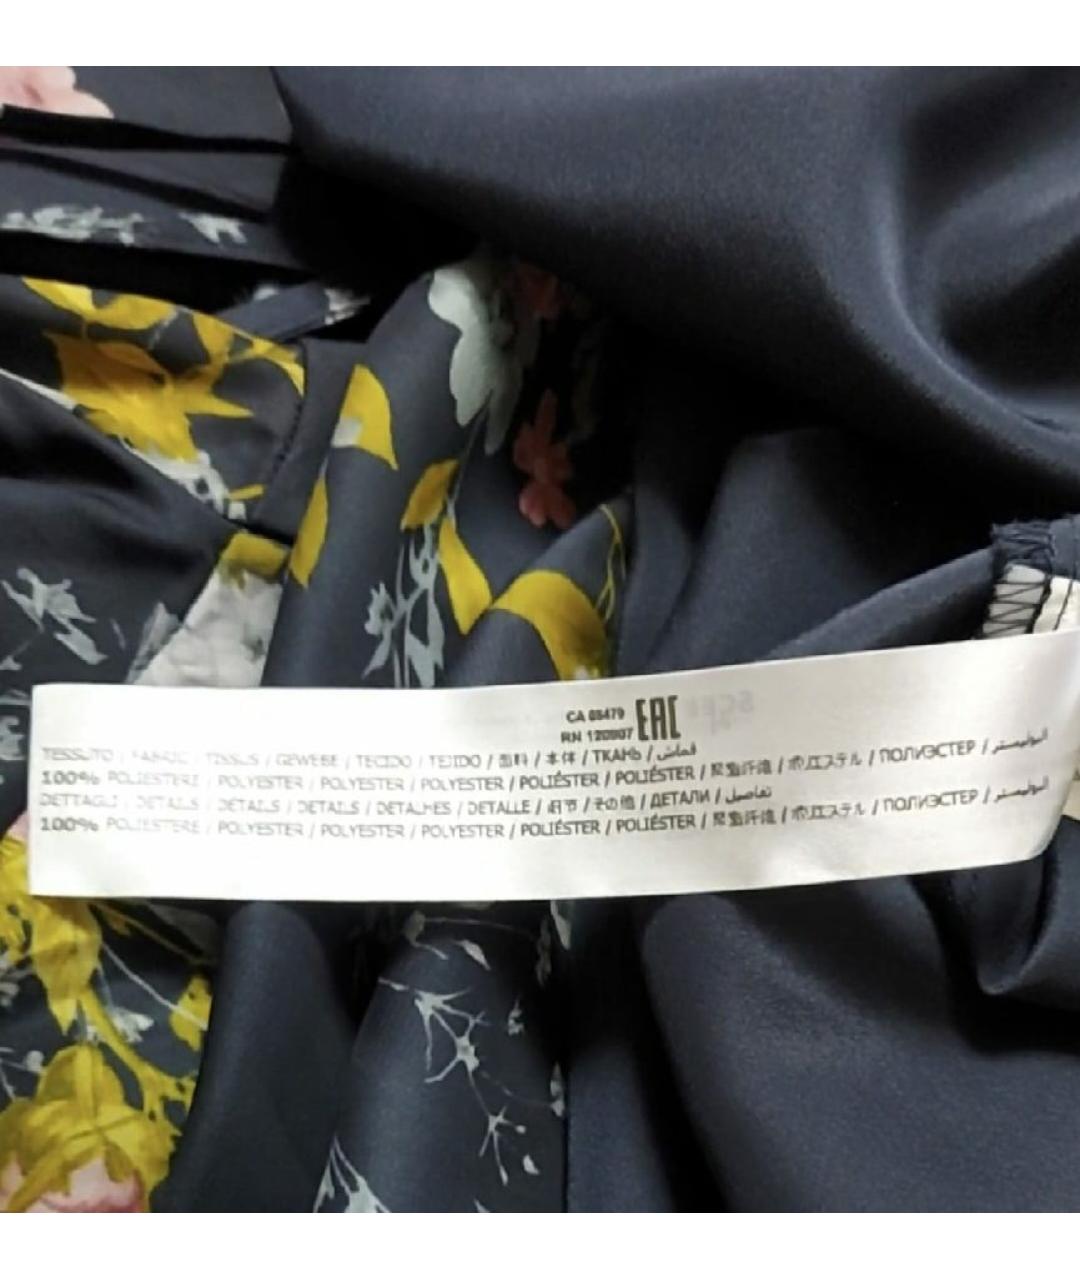 CA 08479
RN 120907
EAC
TESSUTO / FABRIC / TISSUS / GEWEBE / TECIDO / TEJIDO / 面料 / 本体 / ТКАНЬ / قماش
100% POLIESTERE / POLYESTER / POLYESTER / POLYESTER / POLIÉSTER / POLIÉSTER / 聚酯纤维 / ポリエステル / ПОЛИЭСТЕР / البوليستر
DETTAGLI / DETAILS / DÉTAILS / DETAILS / DETALHES / DETALLE / 细节 / その他 / ДЕТАЛИ / تفاصيل
100% POLIESTERE / POLYESTER / POLYESTER / POLYESTER / POLIÉSTER / POLIÉSTER / 聚酯纤维 / ポリエステル / ПОЛИЭСТЕР / البوليستر